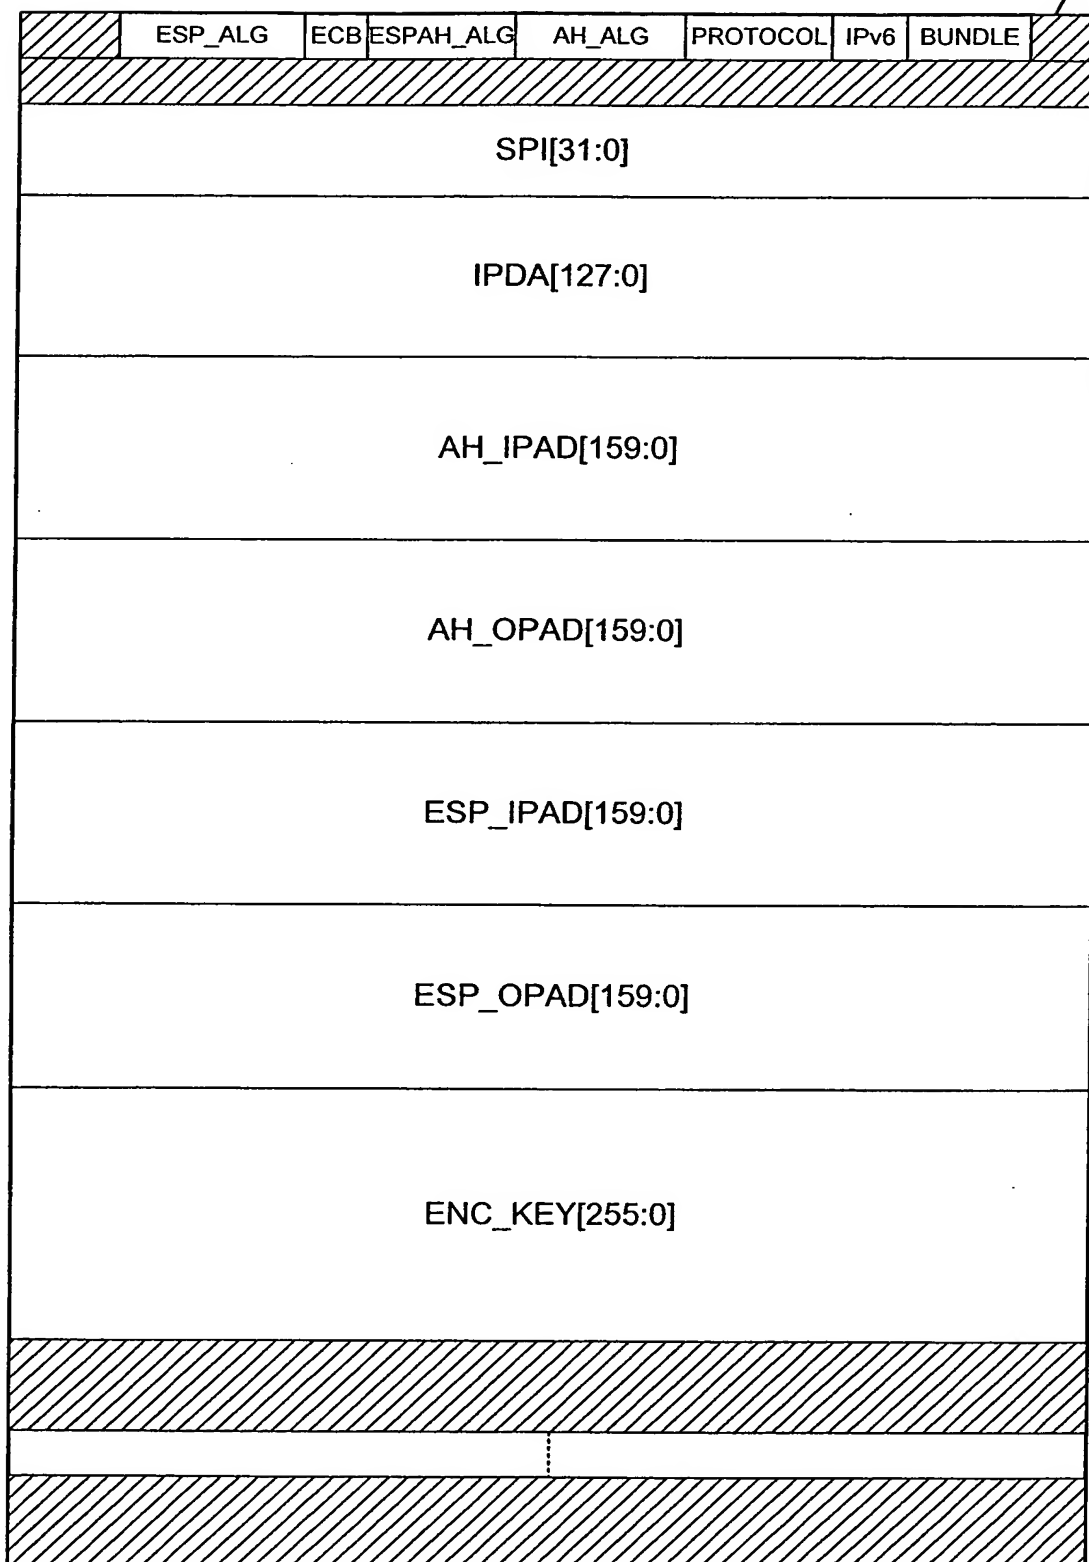 ESP_ALG ECB ESPAH_ALG AH_ALG PROTOCOL IPv6 BUNDLE
SPI[31:0]
IPDA[127:0]
AH_IPAD[159:0]
AH_OPAD[159:0]
ESP_IPAD[159:0]
ESP_OPAD[159:0]
ENC_KEY[255:0]